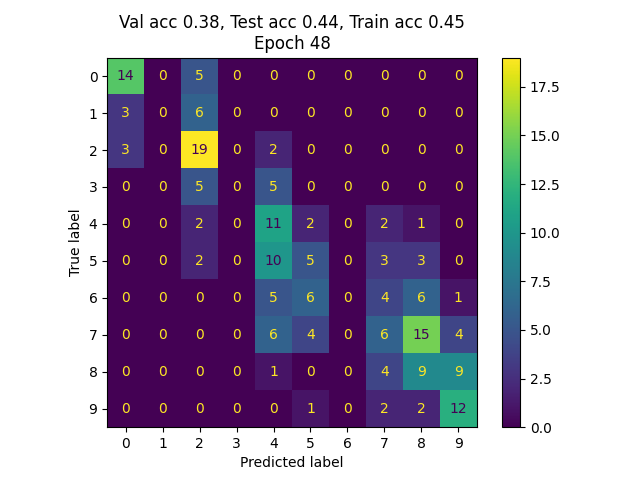 Val acc 0.38, Test acc 0.44, Train acc 0.45
Epoch 48
0 14 0 5 0 0 0 0 0 0 0 17.5
1 3 0 6 0 0 0 0 0 0 0
2 3 0 19 0 2 0 0 0 0 0 15.0
3 0 0 5 0 5 0 0 0 0 0 12.5
4 0 0 2 0 11 2 0 2 1 0 10.0
5 0 0 2 0 10 5 0 3 3 0
6 0 0 0 0 5 6 0 4 6 1 7.5
7 0 0 0 0 6 4 0 6 15 4 5.0
8 0 0 0 0 1 0 0 4 9 9 2.5
9 0 0 0 0 0 1 0 2 2 12 0.0
0 1 2 3 4 5 6 7 8 9
True label
Predicted label